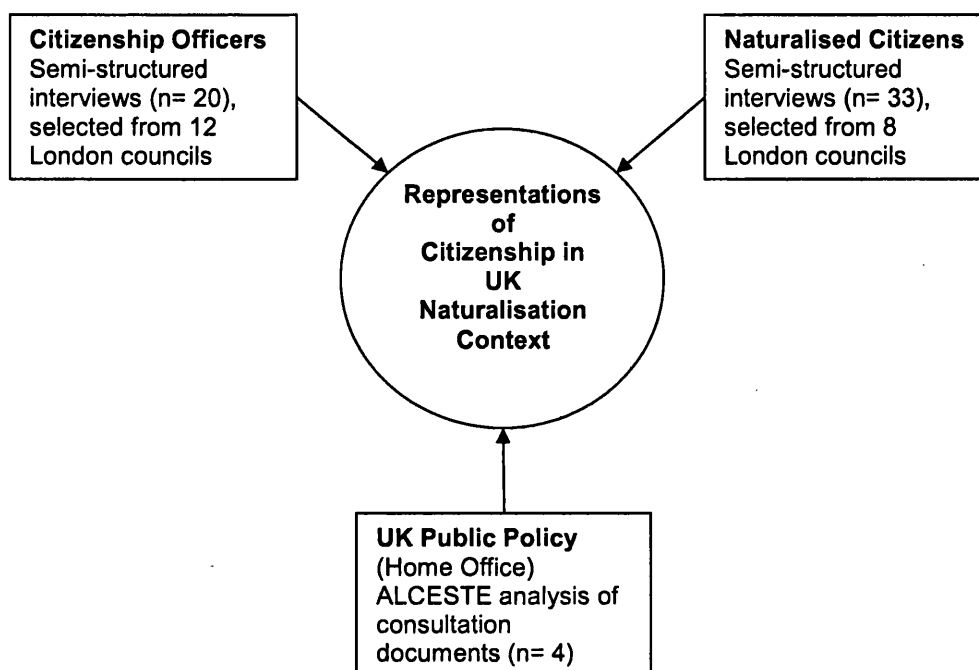 Citizenship Officers
Semi-structured
interviews (n= 20),
selected from 12
London councils
Naturalised Citizens
Semi-structured
interviews (n= 33),
selected from 8
London councils
Representations
of
Citizenship in
UK
Naturalisation
Context
UK Public Policy
(Home Office)
ALCESTE analysis of
consultation
documents (n= 4)